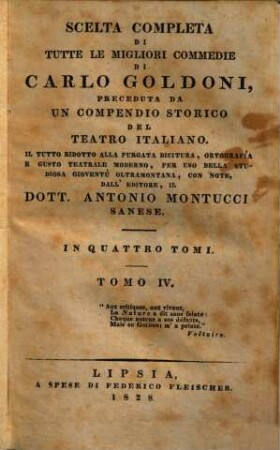 SCELTA COMPLETA
DI
TUTTE LE MIGLIORI COMMEDIE
DI
CARLO GOLDONI,
PRECEDUTA DA
UN COMPENDIO STORICO
DEL
TEATRO ITALIANO.
IL TUTTO RIDOTTO ALLA PURGATA DICITURA, ORTOGRAFIA
E GUSTO TEATRALE MODERNO, PER USO DELLA STU-
DIOSA GIOVENTÙ OLTRAMONTANA, CON NOTE,
DALL' EDITORE, IL
DOTT. ANTONIO MONTUCCI
SANESE.
IN QUATTRO TOMI.
TOMO IV.
"Aux critiques, aux rivaux,
La Nature a dit sans feinte:
Chaque auteur a ses défauts,
Mais ce Goldoni m' a peinte."
Voltaire.
LIPSIA,
A SPESE DI FEDERICO FLEISCHER.
1828